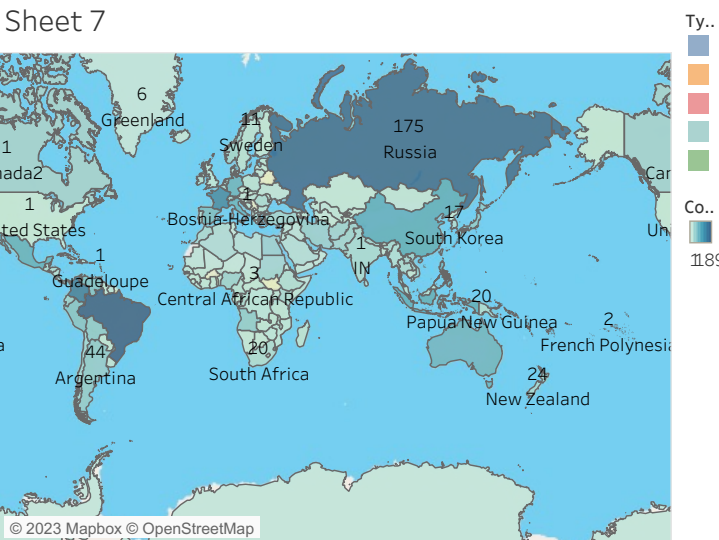 Sheet 7
Ty..
6
Greenland
11
Sweden
175
Russia
1
nada2
Car
1
ted States
Un
Co..
1
Bosnia-Herzegovina
17
South Korea
1
Guadeloupe
1
IN
3
Central African Republic
20
Papua New Guinea
2
French Polynesia
44
Argentina
20
South Africa
24
New Zealand
© 2023 Mapbox © OpenStreetMap